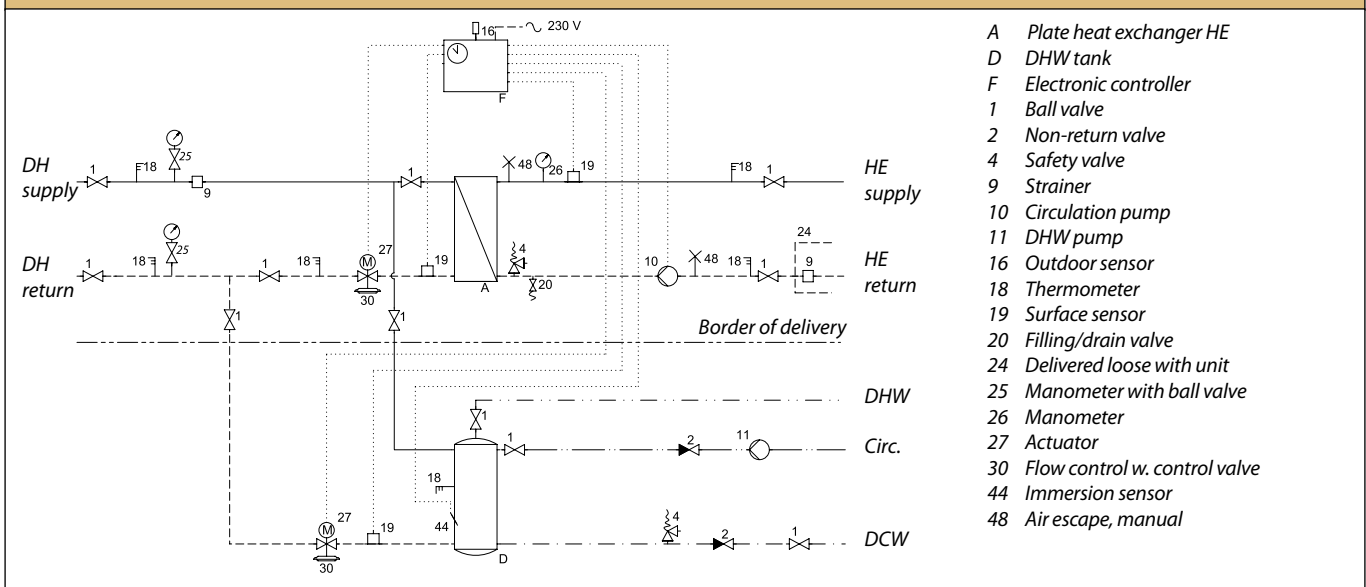 16
230 V
F
DH
supply
1
18
25
9
1
48
26
19
18
1
HE
supply
DH
return
1
18
25
1
18
27
30
M
19
A
4
20
10
48
18
1
24
9
HE
return
1
1
Border of delivery
DHW
1
1
2
11
Circ.
18
44
27
M
30
19
D
4
2
1
DCW
A Plate heat exchanger HE
D DHW tank
F Electronic controller
1 Ball valve
2 Non-return valve
4 Safety valve
9 Strainer
10 Circulation pump
11 DHW pump
16 Outdoor sensor
18 Thermometer
19 Surface sensor
20 Filling/drain valve
24 Delivered loose with unit
25 Manometer with ball valve
26 Manometer
27 Actuator
30 Flow control w. control valve
44 Immersion sensor
48 Air escape, manual